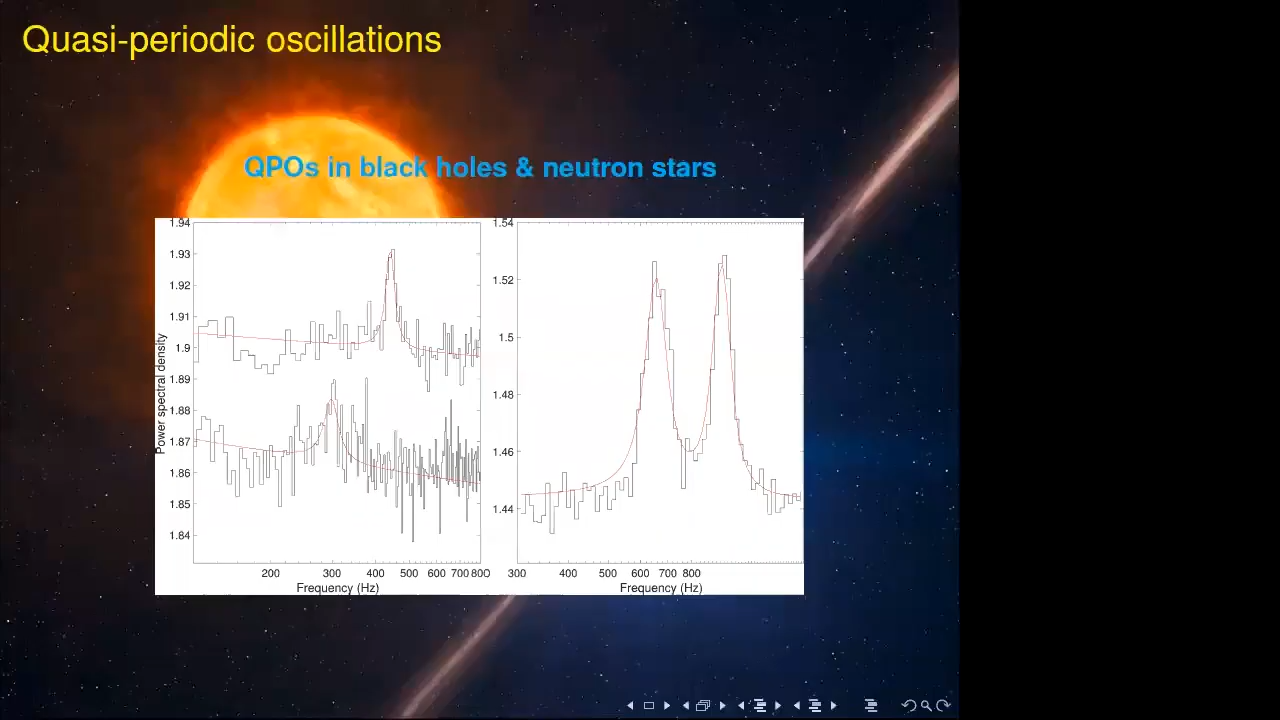 Quasi-periodic oscillations
QPOs in black holes & neutron stars
Power spectral density
1.94
1.93
1.92
1.91
1.9
1.89
1.88
1.87
1.86
1.85
1.84
200 300 400 500 600 700 800
Frequency (Hz)
1.54
1.52
1.5
1.48
1.46
1.44
300 400 500 600 700 800
Frequency (Hz)